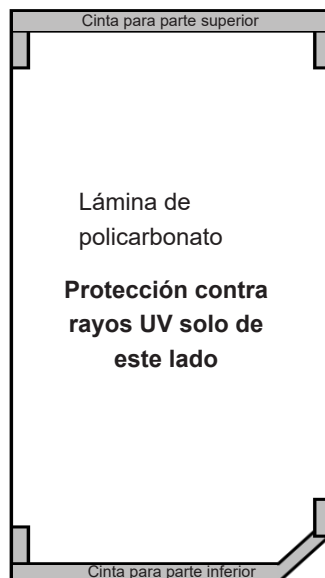 Cinta para parte superior
Lámina de
policarbonato
Protección contra
rayos UV solo de
este lado
Cinta para parte inferior